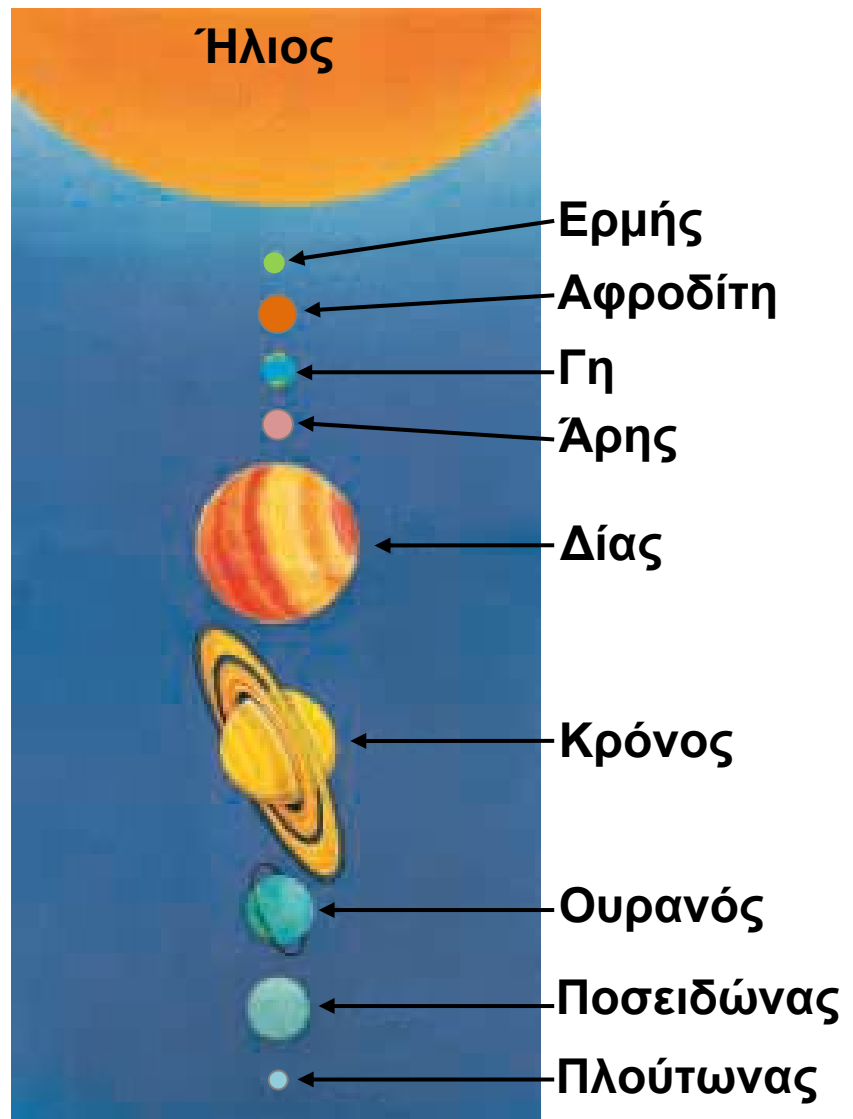 Ήλιος
Ερμής
Αφροδίτη
Γη
Άρης
Δίας
Κρόνος
Ουρανός
Ποσειδώνας
Πλούτωνας